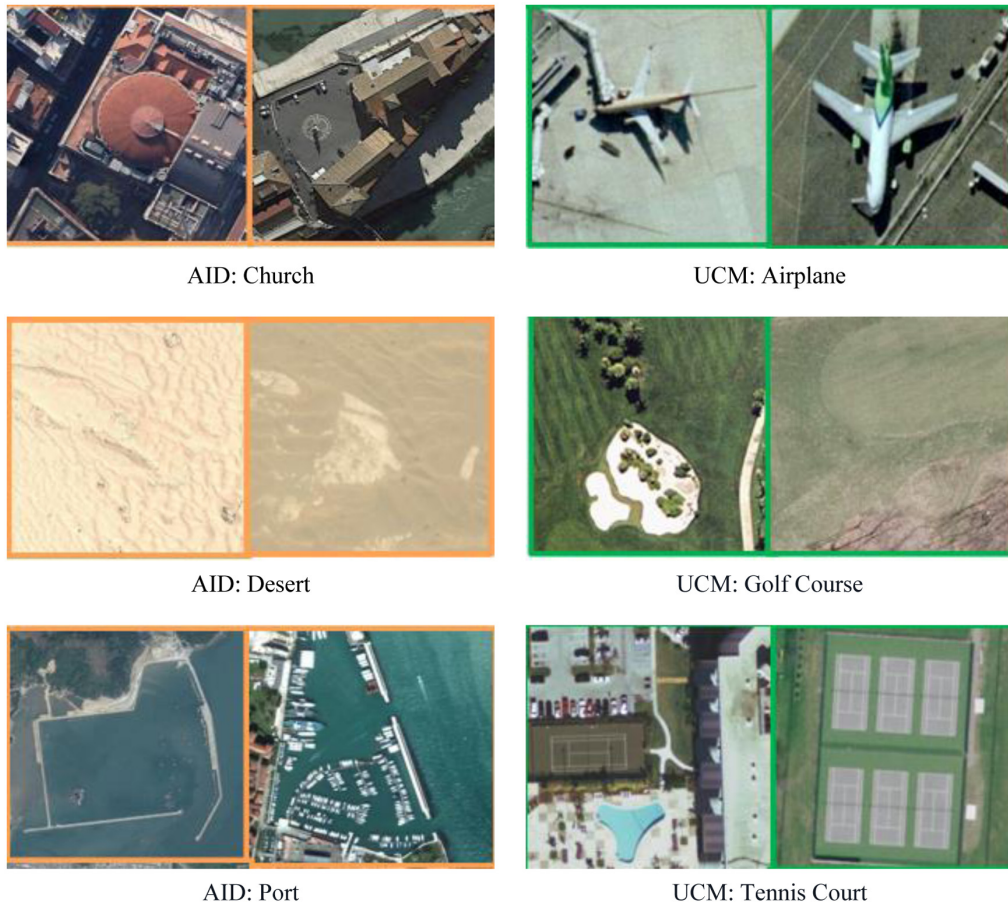 AID: Church
UCM: Airplane
AID: Desert
UCM: Golf Course
AID: Port
UCM: Tennis Court